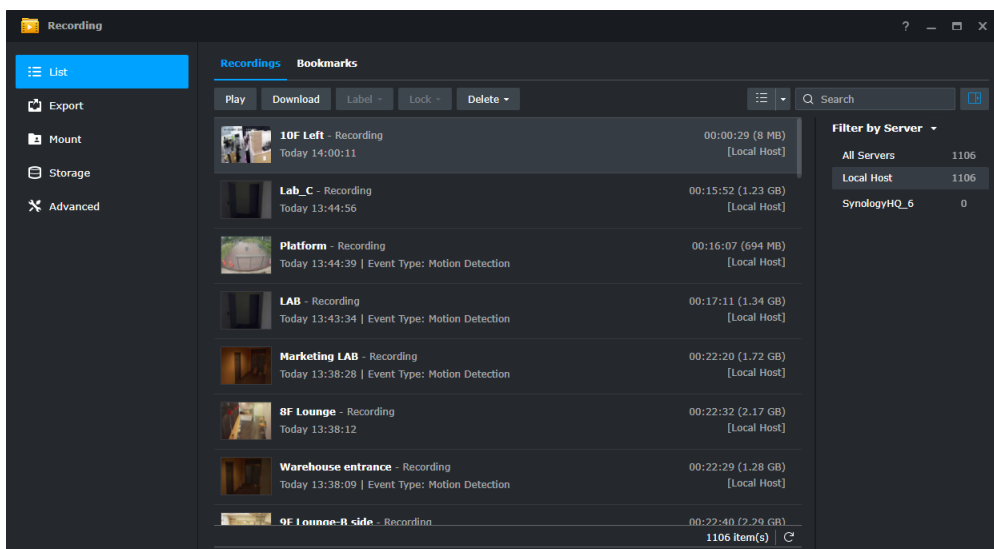 Recording
?
List
Export
Mount
Storage
Advanced
Recordings Bookmarks
Play Download Label Lock Delete Search
10F Left - Recording 00:00:29 (8 MB)
Today 14:00:11 [Local Host]
Lab_C - Recording 00:15:52 (1.23 GB)
Today 13:44:56 [Local Host]
Platform - Recording 00:16:07 (694 MB)
Today 13:44:39 | Event Type: Motion Detection [Local Host]
LAB - Recording 00:17:11 (1.34 GB)
Today 13:43:34 | Event Type: Motion Detection [Local Host]
Marketing LAB - Recording 00:22:20 (1.72 GB)
Today 13:38:28 | Event Type: Motion Detection [Local Host]
8F Lounge - Recording 00:22:32 (2.17 GB)
Today 13:38:12 [Local Host]
Warehouse entrance - Recording 00:22:29 (1.28 GB)
Today 13:38:09 | Event Type: Motion Detection [Local Host]
9F Lounge-B side - Recording 00:22:40 (2.29 GB)
1106 item(s)
Filter by Server
All Servers 1106
Local Host 1106
SynologyHQ_6 0